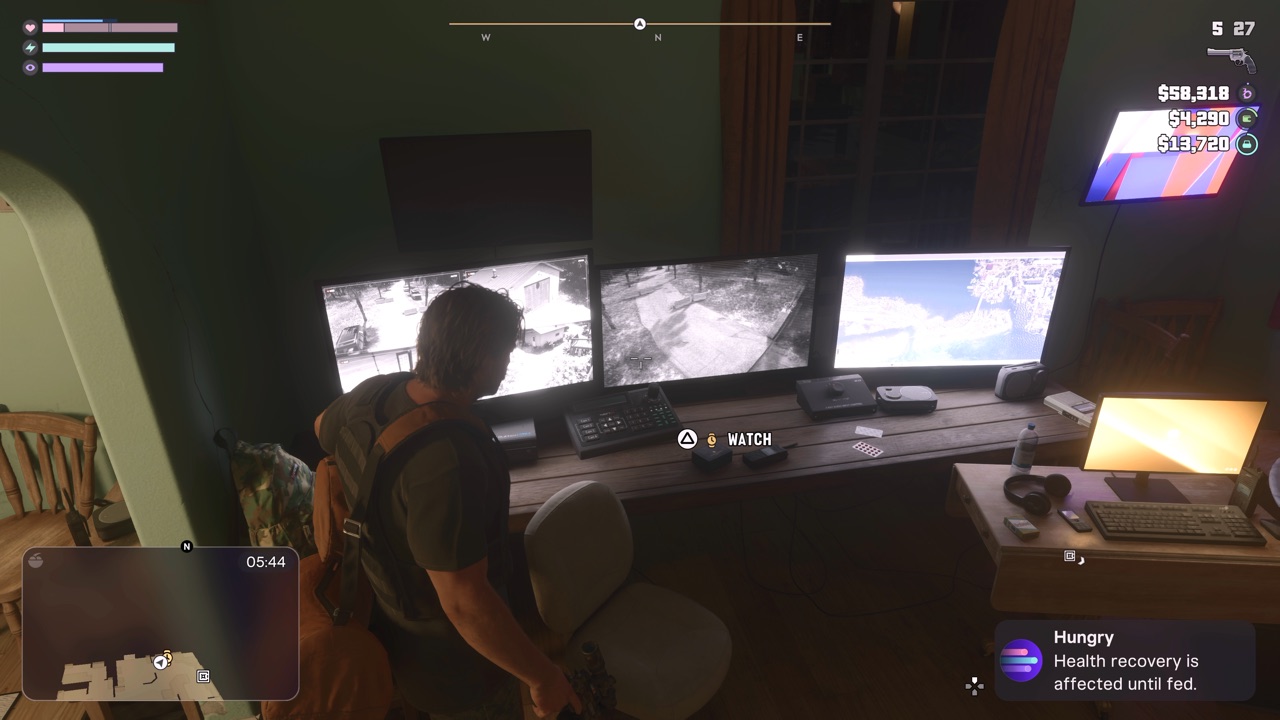 W N E
5 27
$58,318
$4,290
$13,720
WATCH
N
05:44
Hungry
Health recovery is
affected until fed.